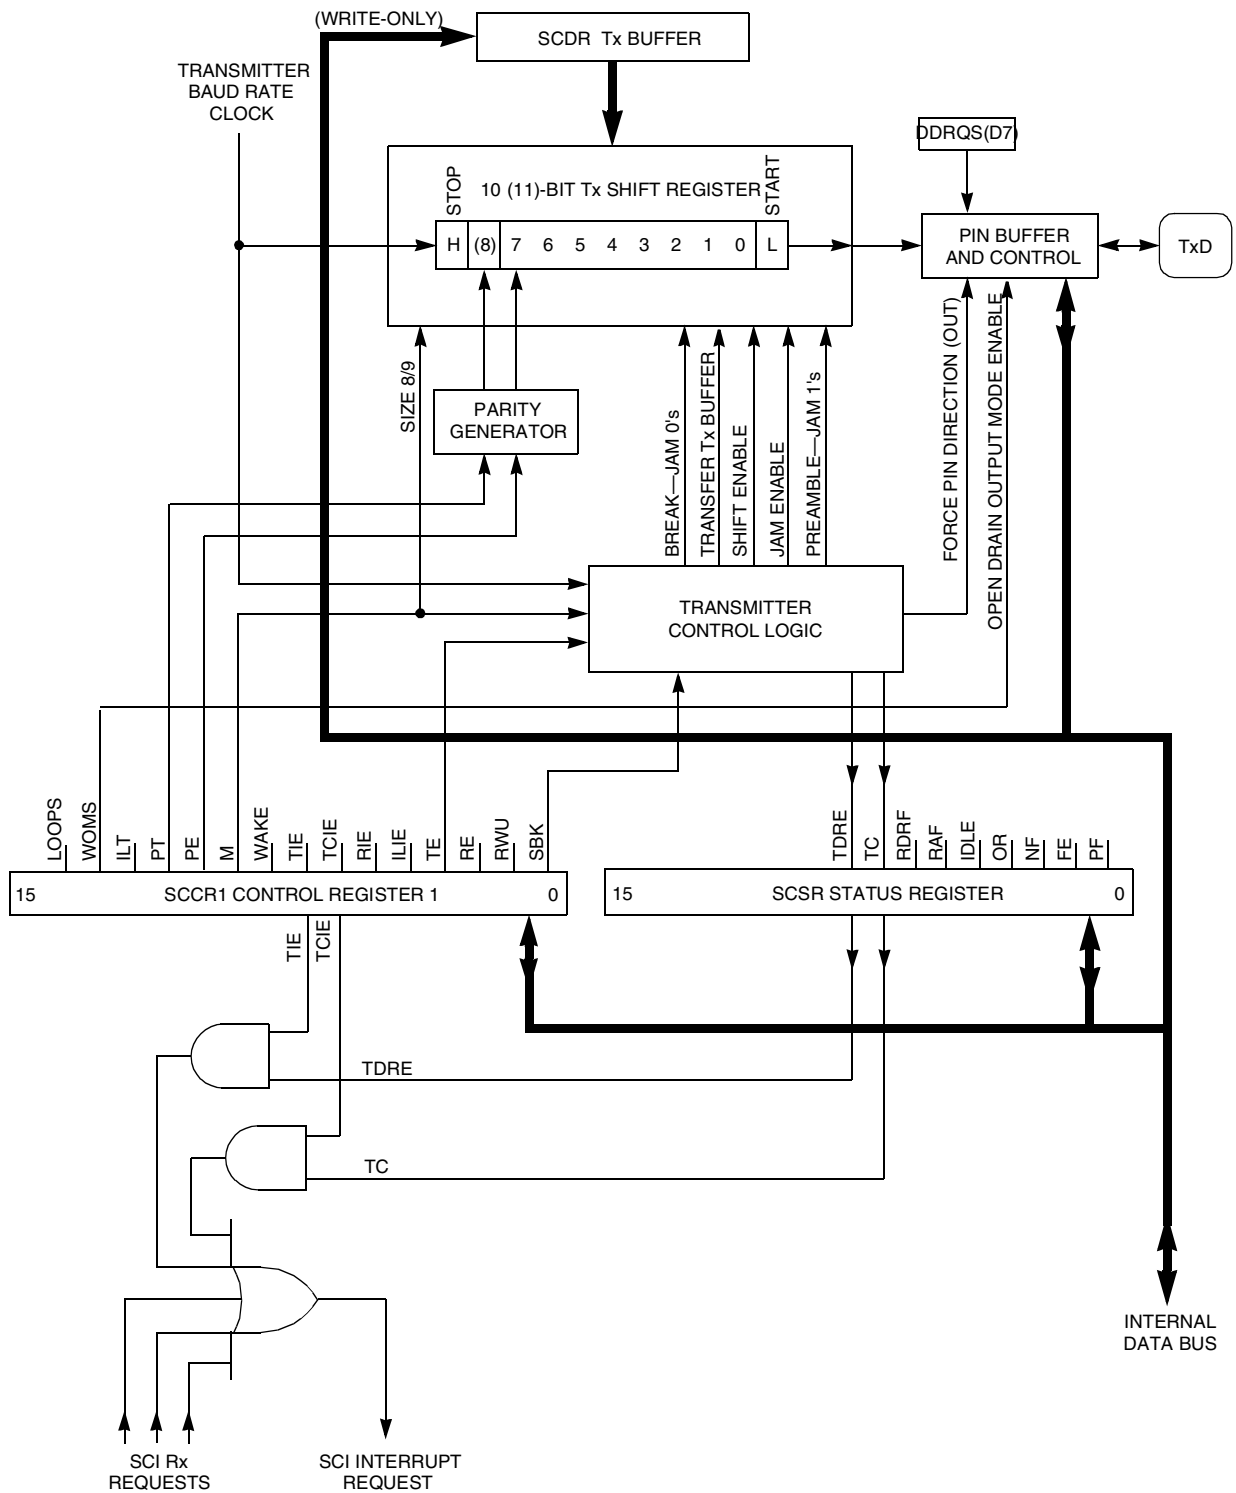 (WRITE-ONLY)
SCDR Tx BUFFER
TRANSMITTER
BAUD RATE
CLOCK
DDRQS(D7)
STOP
10 (11)-BIT Tx SHIFT REGISTER
START
H (8) 7 6 5 4 3 2 1 0 L
PIN BUFFER
AND CONTROL
TxD
SIZE 8/9
PARITY
GENERATOR
BREAK—JAM 0's
TRANSFER Tx BUFFER
SHIFT ENABLE
JAM ENABLE
PREAMBLE—JAM 1's
FORCE PIN DIRECTION (OUT)
OPEN DRAIN OUTPUT MODE ENABLE
TRANSMITTER
CONTROL LOGIC
LOOPS
WOMS
ILT
PT
PE
M
WAKE
TIE
TCIE
RIE
ILIE
TE
RE
RWU
SBK
TDRE
TC
RDRF
RAF
IDLE
OR
NF
FE
PF
15 SCCR1 CONTROL REGISTER 1 0
15 SCSR STATUS REGISTER 0
TIE
TCIE
TDRE
TC
INTERNAL
DATA BUS
SCI Rx
REQUESTS
SCI INTERRUPT
REQUEST